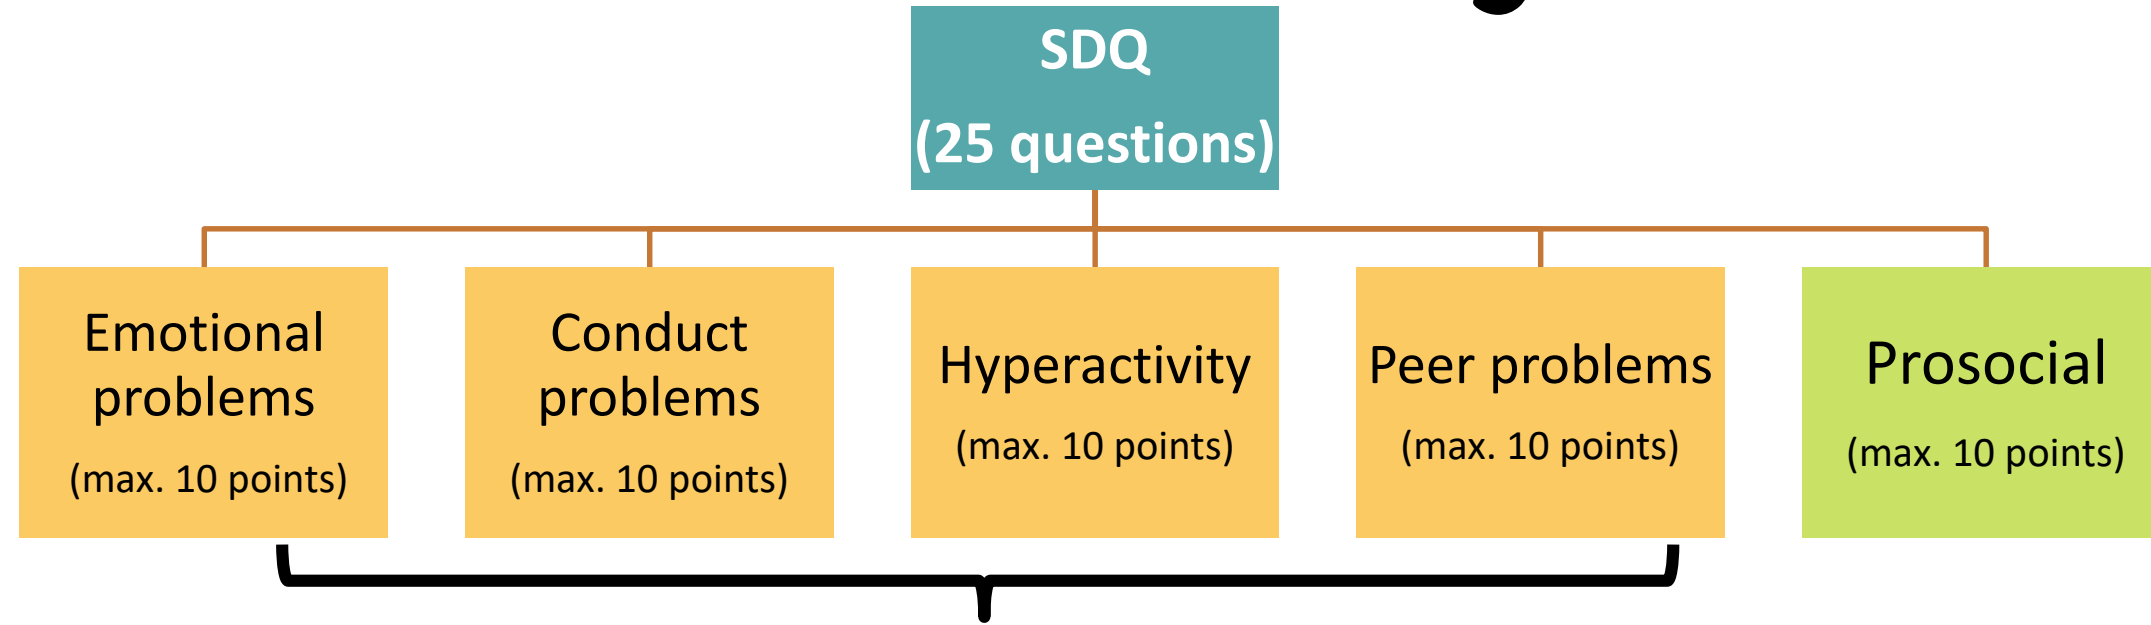 SDQ
(25 questions)
Emotional
problems
(max. 10 points)
Conduct
problems
(max. 10 points)
Hyperactivity
(max. 10 points)
Peer problems
(max. 10 points)
Prosocial
(max. 10 points)